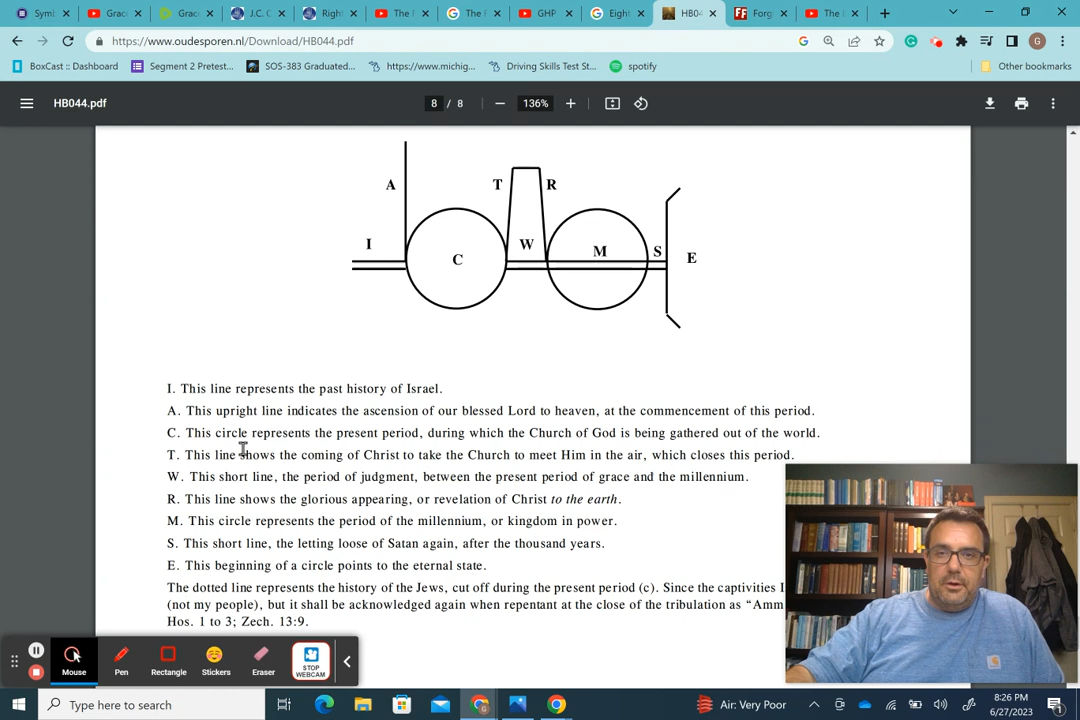 Symb
Grace
Grac
J.C. C
Right
The F
The F
GHP
Eight
HB04
Forg
The L
https://www.oudesporen.nl/Download/HB044.pdf
G
BoxCast :: Dashboard
Segment 2 Pretest...
SOS-383 Graduated...
https://www.michig...
Driving Skills Test St...
spotify
Other bookmarks
HB044.pdf
8 / 8
136%
A T R
I C W M S E
I. This line represents the past history of Israel.
A. This upright line indicates the ascension of our blessed Lord to heaven, at the commencement of this period.
C. This circle represents the present period, during which the Church of God is being gathered out of the world.
T. This line shows the coming of Christ to take the Church to meet Him in the air, which closes this period.
W. This short line, the period of judgment, between the present period of grace and the millennium.
R. This line shows the glorious appearing, or revelation of Christ to the earth.
M. This circle represents the period of the millennium, or kingdom in power.
S. This short line, the letting loose of Satan again, after the thousand years.
E. This beginning of a circle points to the eternal state.
The dotted line represents the history of the Jews, cut off during the present period (c). Since the captivities I
(not my people), but it shall be acknowledged again when repentant at the close of the tribulation as “Amm
Hos. 1 to 3; Zech. 13:9.
Mouse
Pen
Rectangle
Stickers
Eraser
STOP
WEBCAM
Type here to search
Air: Very Poor
8:26 PM
6/27/2023